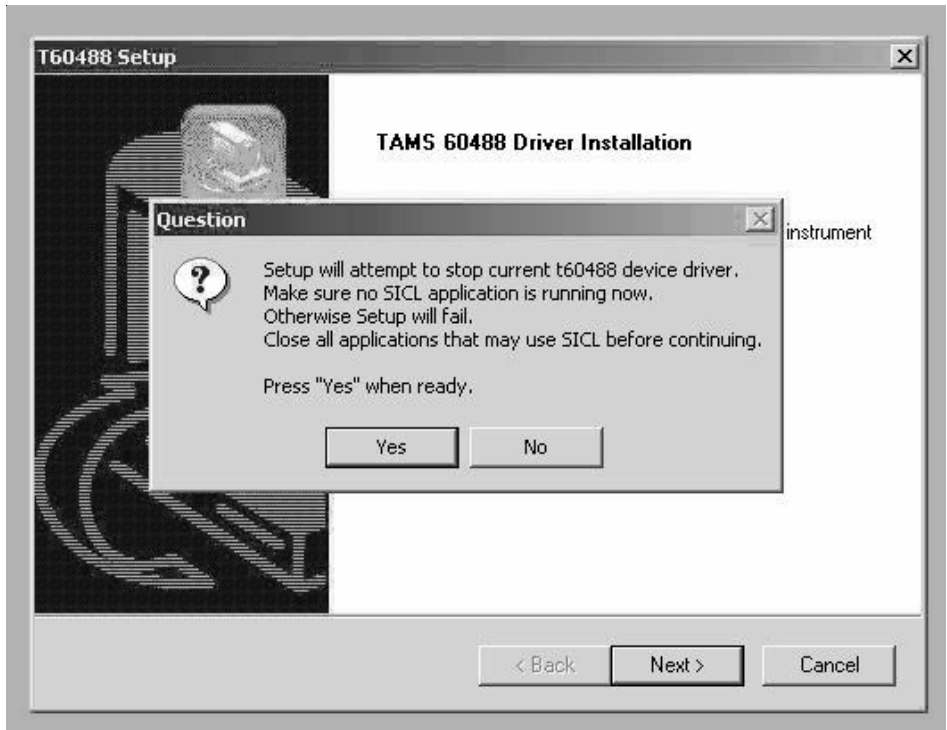 T60488 Setup
TAMS 60488 Driver Installation
instrument
Question
Setup will attempt to stop current t60488 device driver.
Make sure no SICL application is running now.
Otherwise Setup will fail.
Close all applications that may use SICL before continuing.
Press "Yes" when ready.
Yes No
< Back Next > Cancel